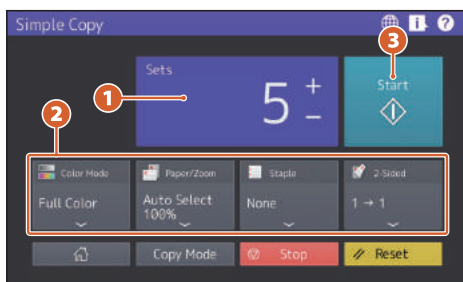 Simple Copy
i ?
3
Sets
1
5 + −
Start
2
Color Mode
Paper/Zoom
Staple
2-Sided
Full Color
Auto Select
100%
None
1 → 1
Copy Mode
Stop
Reset